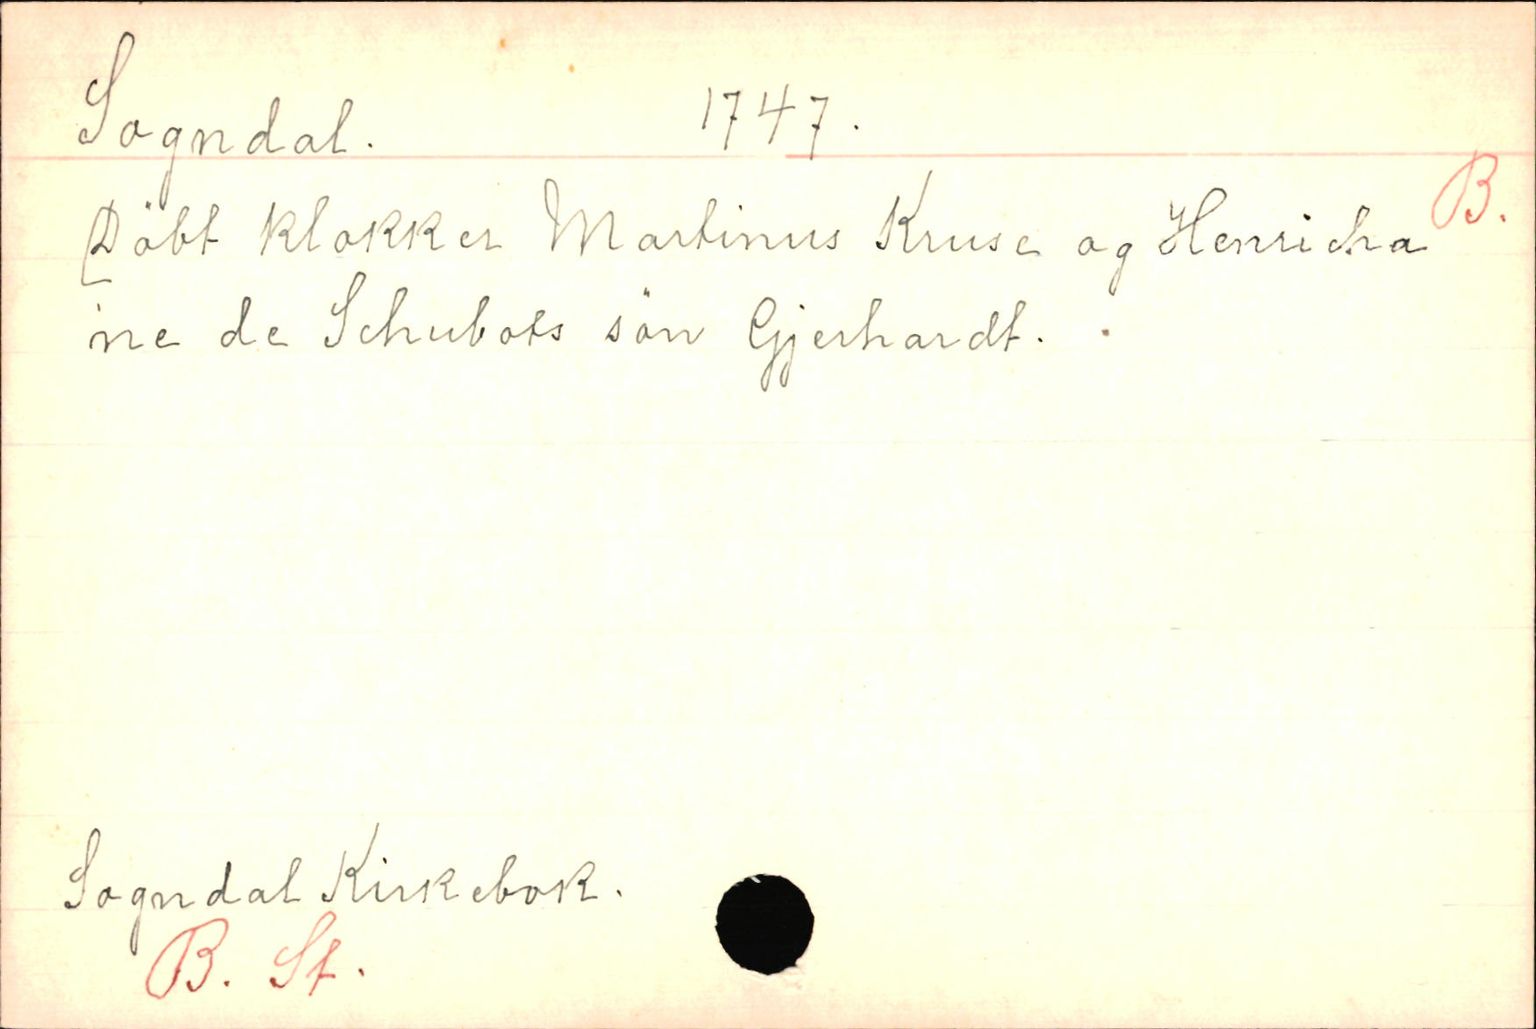 Sogndal. 1747.
B.
Döbt klokker Martinus Kruse og Henricha
ne de Schubots sön Gjerhardt.
Sogndal Kirkebok.
B. St.